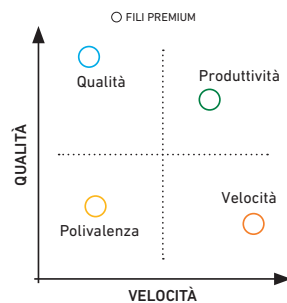 FILI PREMIUM
Qualità
Produttività
QUALITÀ
Polivalenza
Velocità
VELOCITÀ